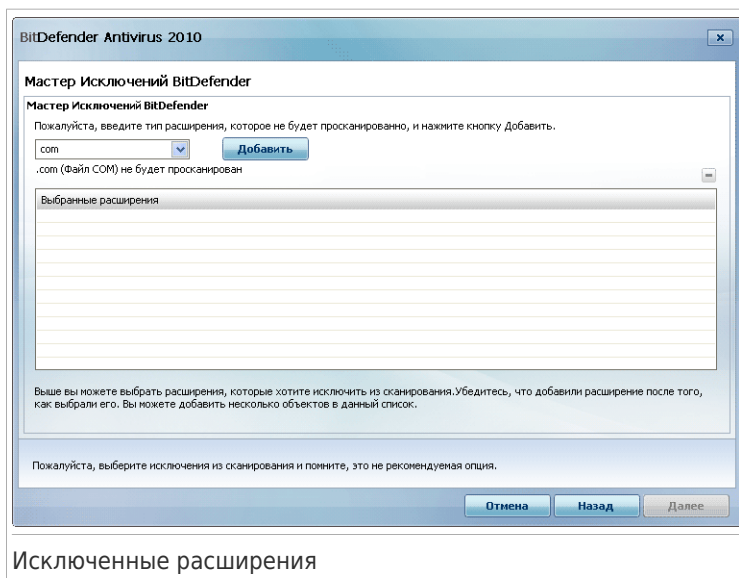 BitDefender Antivirus 2010
Мастер Исключений BitDefender
Мастер Исключений BitDefender
Пожалуйста, введите тип расширения, которое не будет просканированно, и нажмите кнопку Добавить.
com Добавить
.com (Файл COM) не будет просканирован
Выбранные расширения
Выше вы можете выбрать расширения, которые хотите исключить из сканирования.Убедитесь, что добавили расширение после того,
как выбрали его. Вы можете добавить несколько объектов в данный список.
Пожалуйста, выберите исключения из сканирования и помните, это не рекомендуемая опция.
Отмена Назад Далее
Исключенные расширения